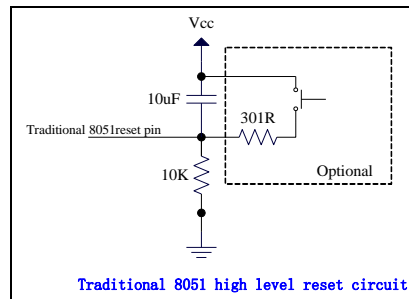 Vcc
10uF
301R
Traditional 8051reset pin
10K
Optional
Traditional 8051 high level reset circuit